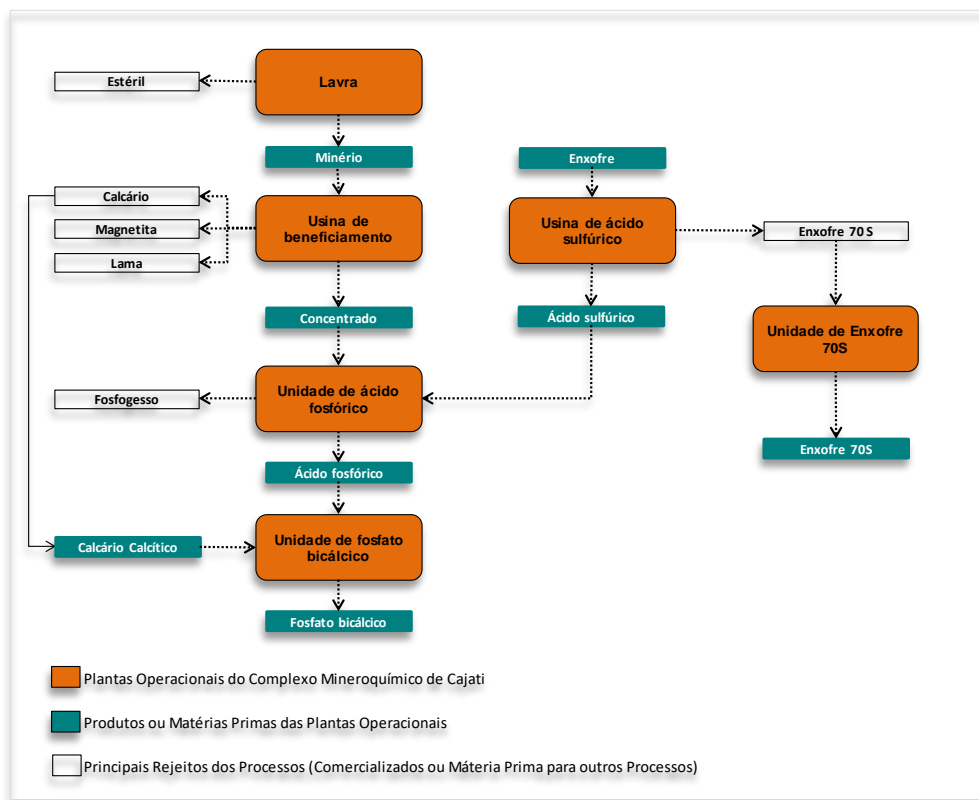 Lavra
Estéril
Minério
Enxofre
Calcário
Magnetita
Lama
Usina de
beneficiamento
Usina de ácido
sulfúrico
Enxofre 70 S
Concentrado
Ácido sulfúrico
Unidade de Enxofre
70S
Unidade de ácido
fosfórico
Fosfogesso
Ácido fosfórico
Enxofre 70S
Calcário Calcítico
Unidade de fosfato
bicálcico
Fosfato bicálcico
Plantas Operacionais do Complexo Mineroquímico de Cajati
Produtos ou Matérias Primas das Plantas Operacionais
Principais Rejeitos dos Processos (Comercializados ou Máteria Prima para outros Processos)